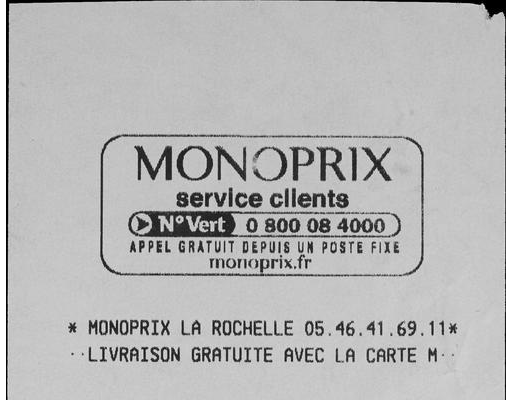 MONOPRIX
service clients
N° Vert 0 800 08 4000
APPEL GRATUIT DEPUIS UN POSTE FIXE
monoprix.fr
* MONOPRIX LA ROCHELLE 05.46.41.69.11*
··LIVRAISON GRATUITE AVEC LA CARTE M··